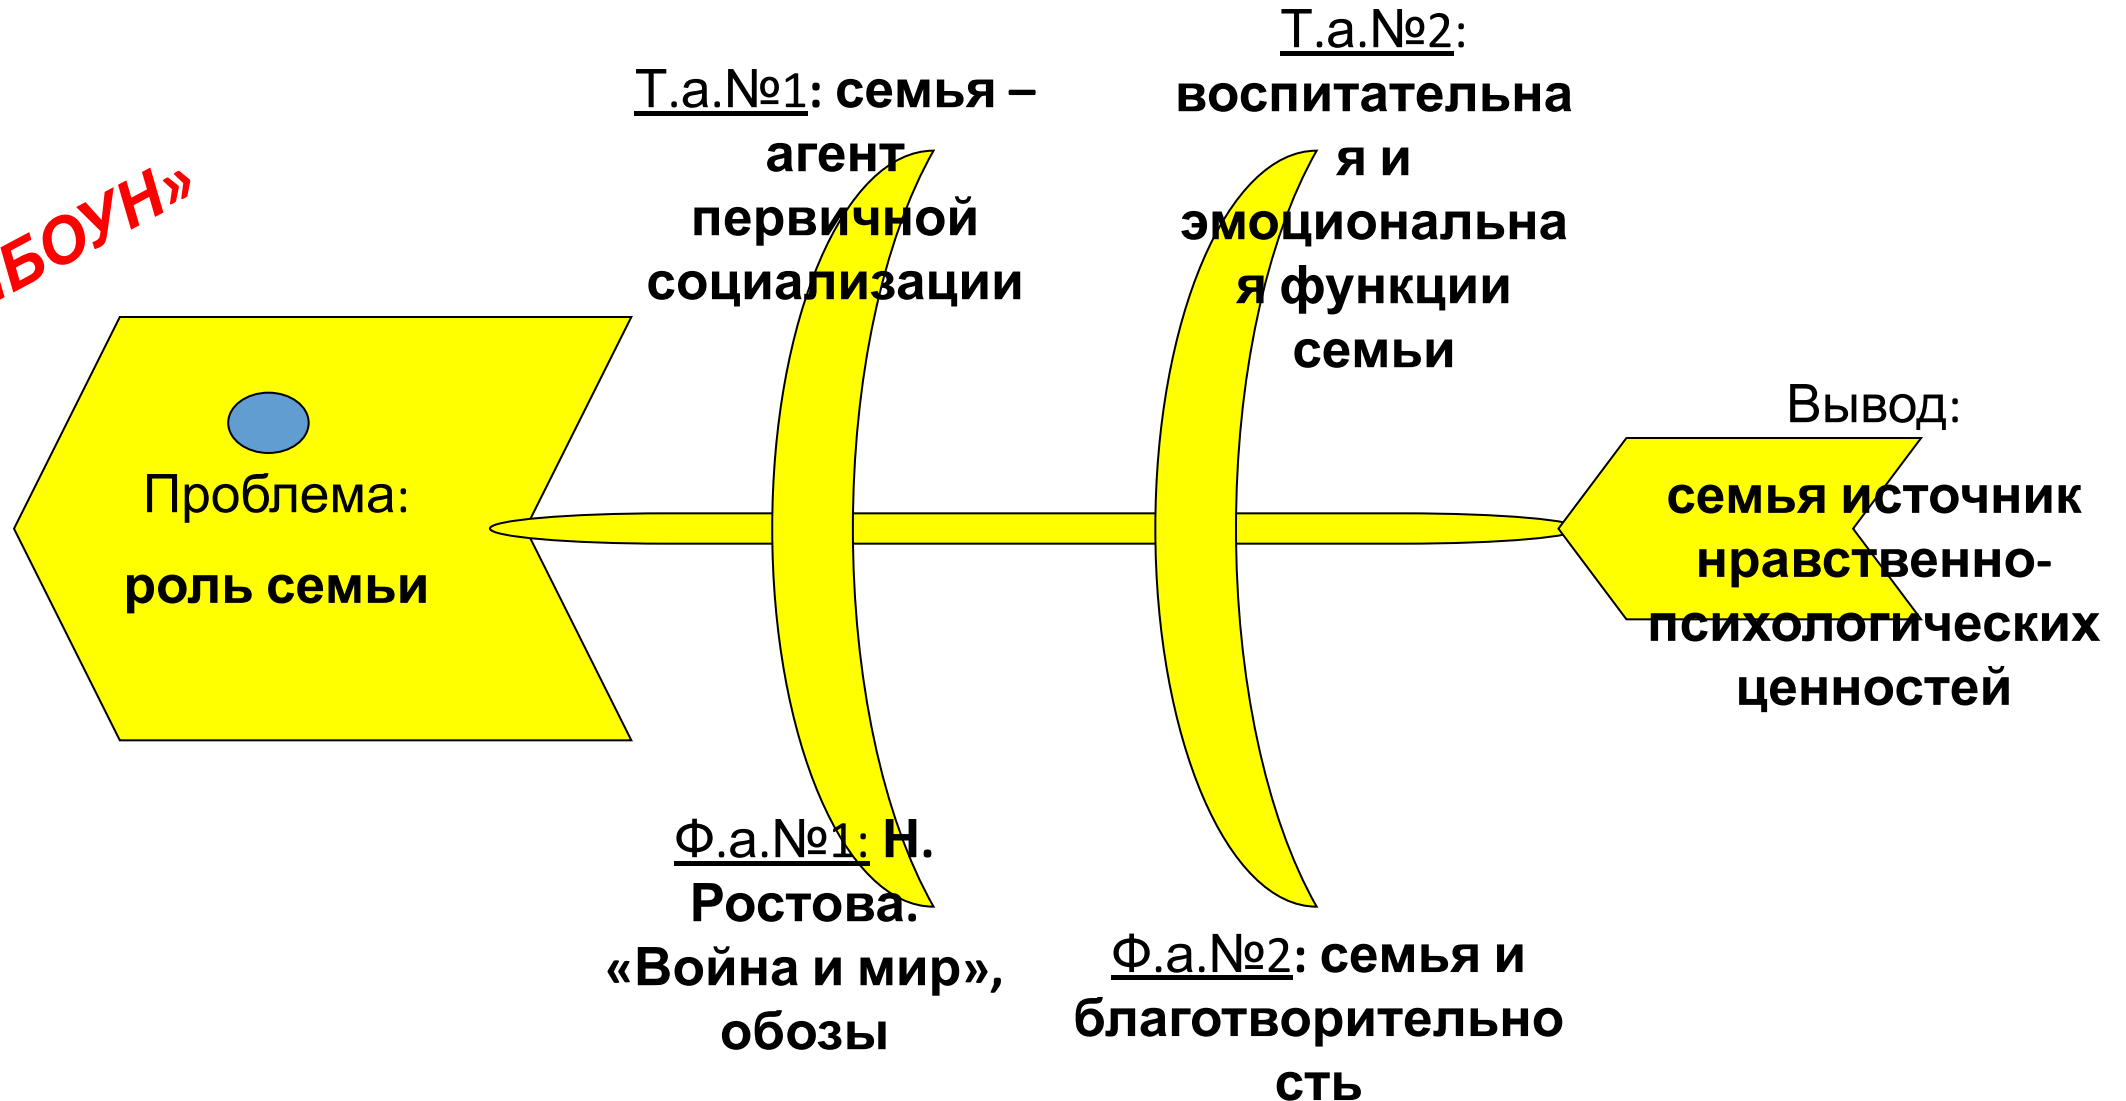 БОУН»
Т.а.№1: семья –
агент
первичной
социализации
Т.а.№2:
воспитательна
я и
эмоциональна
я функции
семьи
Проблема:
роль семьи
Вывод:
семья источник
нравственно-
психологических
ценностей
Ф.а.№1: Н.
Ростова.
«Война и мир»,
обозы
Ф.а.№2: семья и
благотворительно
сть